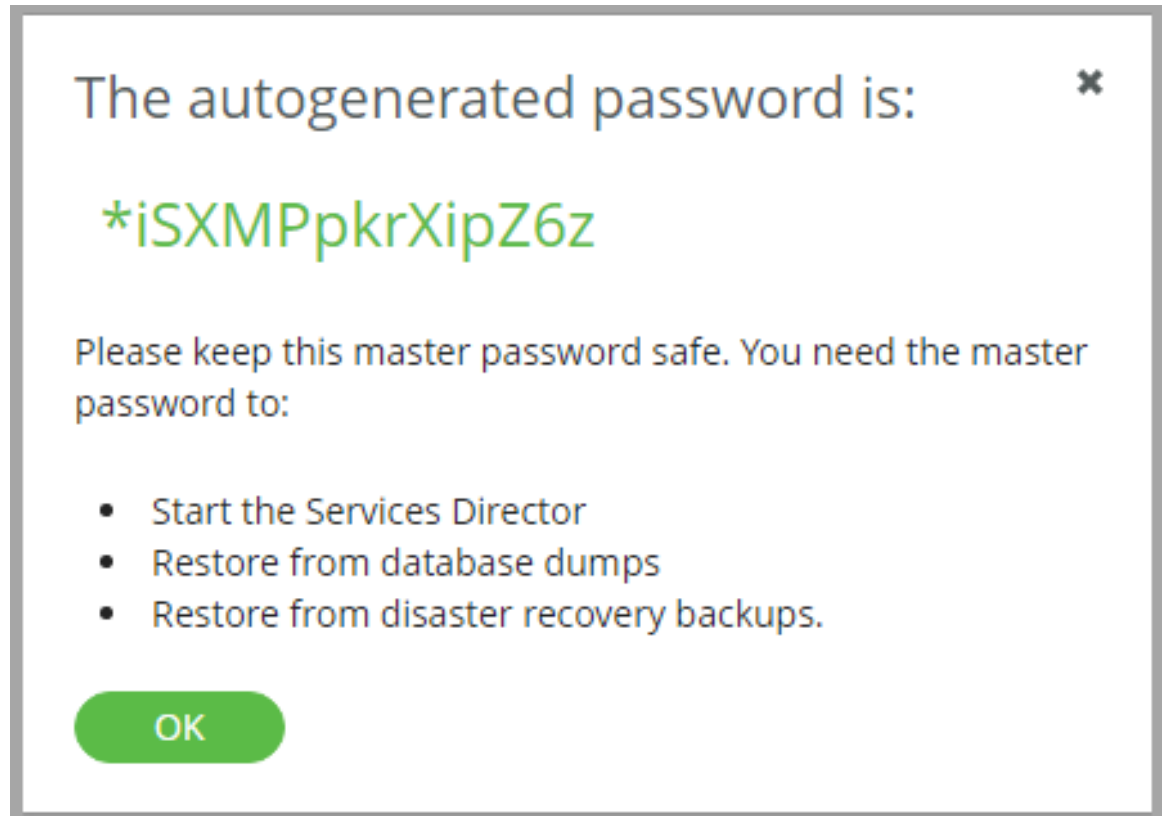 The autogenerated password is:
*iSXMPpkrXipZ6z
Please keep this master password safe. You need the master
password to:
• Start the Services Director
• Restore from database dumps
• Restore from disaster recovery backups.
OK